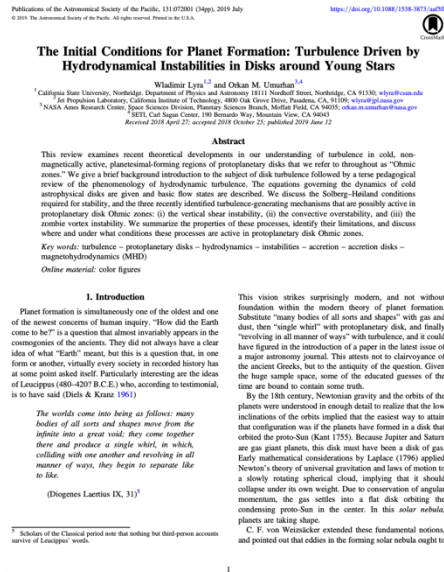 Publications of the Astronomical Society of the Pacific, 131:072001 (34pp), 2019 July
https://doi.org/10.1088/1538-3873/aaf5f
© 2019. The Astronomical Society of the Pacific. All rights reserved. Printed in the U.S.A.
CrossMark
The Initial Conditions for Planet Formation: Turbulence Driven by
Hydrodynamical Instabilities in Disks around Young Stars
Wladimir Lyra1,2 and Orkan M. Umurhan3,4
1 California State University, Northridge. Department of Physics and Astronomy 18111 Nordhoff Street, Northridge, CA 91330; wlyra@csun.edu
2 Jet Propulsion Laboratory, California Institute of Technology, 4800 Oak Grove Drive, Pasadena, CA, 91109; wlyra@jpl.nasa.gov
3 NASA Ames Research Center, Space Sciences Division, Planetary Sciences Branch, Moffatt Field, CA 94035; orkan.m.umurhan@nasa.gov
4 SETI, Carl Sagan Center, 190 Bernardo Way, Mountain View, CA 94043
Received 2018 April 27; accepted 2018 October 25; published 2019 June 12
Abstract
This review examines recent theoretical developments in our understanding of turbulence in cold, non-
magnetically active, planetesimal-forming regions of protoplanetary disks that we refer to throughout as “Ohmic
zones.” We give a brief background introduction to the subject of disk turbulence followed by a terse pedagogical
review of the phenomenology of hydrodynamic turbulence. The equations governing the dynamics of cold
astrophysical disks are given and basic flow states are described. We discuss the Solberg–Høiland conditions
required for stability, and the three recently identified turbulence-generating mechanisms that are possibly active in
protoplanetary disk Ohmic zones: (i) the vertical shear instability, (ii) the convective overstability, and (iii) the
zombie vortex instability. We summarize the properties of these processes, identify their limitations, and discuss
where and under what conditions these processes are active in protoplanetary disk Ohmic zones.
Key words: turbulence – protoplanetary disks – hydrodynamics – instabilities – accretion – accretion disks –
magnetohydrodynamics (MHD)
Online material: color figures
1. Introduction
Planet formation is simultaneously one of the oldest and one
of the newest concerns of human inquiry. “How did the Earth
come to be?” is a question that almost invariably appears in the
cosmogonies of the ancients. They did not always have a clear
idea of what “Earth” meant, but this is a question that, in one
form or another, virtually every society in recorded history has
at some point asked itself. Particularly interesting are the ideas
of Leucippus (480–420? B.C.E.) who, according to testimonial,
is to have said (Diels & Kranz 1961)
The worlds come into being as follows: many
bodies of all sorts and shapes move from the
infinite into a great void; they come together
there and produce a single whirl, in which,
colliding with one another and revolving in all
manner of ways, they begin to separate like
to like.
(Diogenes Laertius IX, 31)5
5 Scholars of the Classical period note that nothing but third-person accounts
survive of Leucippus’ words.
This vision strikes surprisingly modern, and not without
foundation within the modern theory of planet formation.
Substitute “many bodies of all sorts and shapes” with gas and
dust, then “single whirl” with protoplanetary disk, and finally
“revolving in all manner of ways” with turbulence, and it could
have figured in the introduction of a paper in the latest issue of
a major astronomy journal. This attests not to clairvoyance of
the ancient Greeks, but to the antiquity of the question. Given
the huge sample space, some of the educated guesses of the
time are bound to contain some truth.
By the 18th century, Newtonian gravity and the orbits of the
planets were understood in enough detail to realize that the low
inclinations of the orbits implied that the easiest way to attain
that configuration was if the planets have formed in a disk that
orbited the proto-Sun (Kant 1755). Because Jupiter and Saturn
are gas giant planets, this disk must have been a disk of gas.
Early mathematical considerations by Laplace (1796) applied
Newton’s theory of universal gravitation and laws of motion to
a slowly rotating spherical cloud, implying that it should
collapse under its own weight. Due to conservation of angular
momentum, the gas settles into a flat disk orbiting the
condensing proto-Sun in the center. In this solar nebula,
planets are taking shape.
C. F. von Weizsäcker extended these fundamental notions,
and pointed out that eddies in the forming solar nebula ought to
1